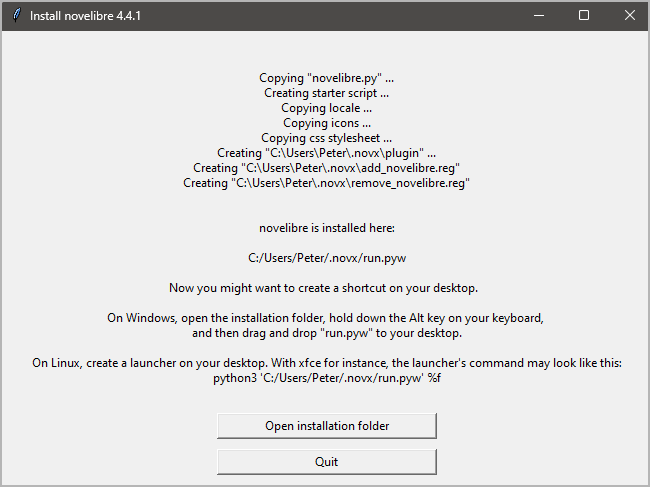 Install novelibre 4.4.1
Copying "novelibre.py" ...
Creating starter script ...
Copying locale ...
Copying icons ...
Copying css stylesheet ...
Creating "C:\Users\Peter\.novx\plugin" ...
Creating "C:\Users\Peter\.novx\add_novelibre.reg"
Creating "C:\Users\Peter\.novx\remove_novelibre.reg"
novelibre is installed here:
C:/Users/Peter/.novx/run.pyw
Now you might want to create a shortcut on your desktop.
On Windows, open the installation folder, hold down the Alt key on your keyboard,
and then drag and drop "run.pyw" to your desktop.
On Linux, create a launcher on your desktop. With xfce for instance, the launcher's command may look like this:
python3 'C:/Users/Peter/.novx/run.pyw' %f
Open installation folder
Quit